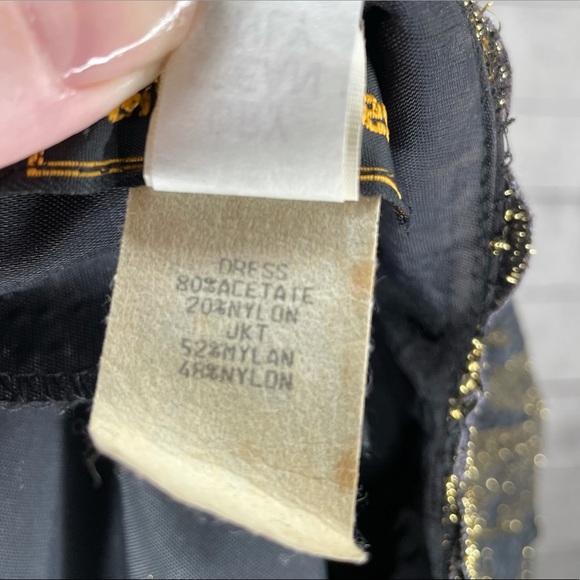 DRESS
80%ACETATE
20%NYLON
JKT
52%MYLAN
48%NYLON